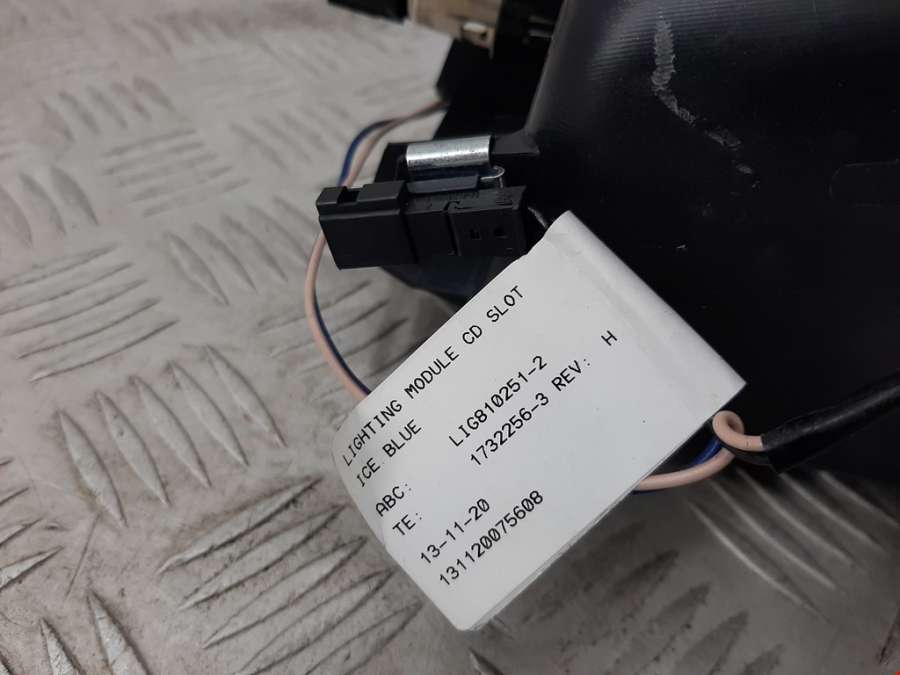 LIGHTING MODULE CD SLOT
ICE BLUE
ABC: LIG810251-2
TE: 1732256-3 REV: H
13-11-20
131120075608